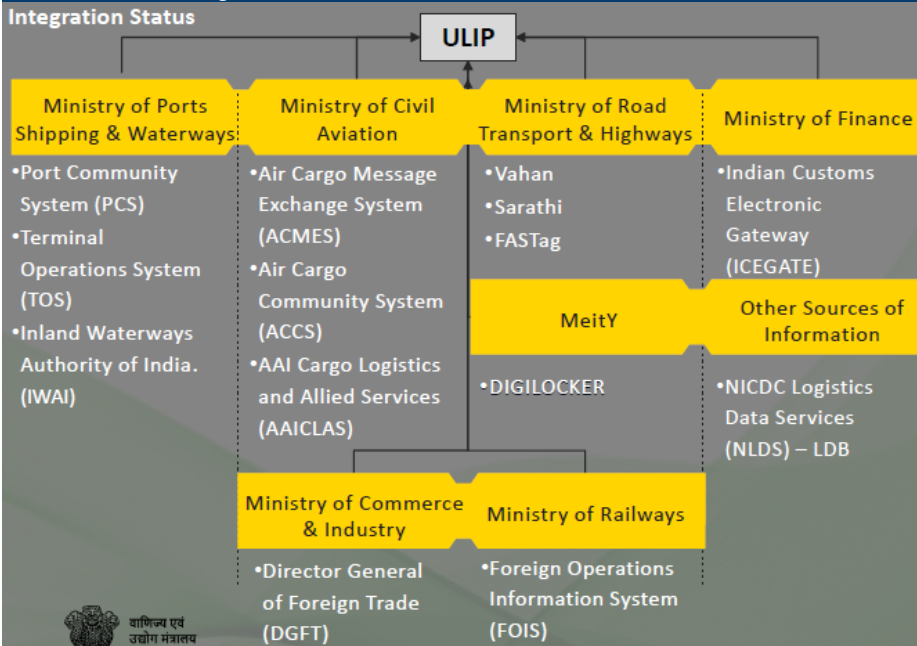 Integration Status
ULIP
Ministry of Ports
Shipping & Waterways
•Port Community
System (PCS)
•Terminal
Operations System
(TOS)
•Inland Waterways
Authority of India.
(IWAI)
Ministry of Civil
Aviation
•Air Cargo Message
Exchange System
(ACMES)
•Air Cargo
Community System
(ACCS)
•AAI Cargo Logistics
and Allied Services
(AAICLAS)
Ministry of Road
Transport & Highways
•Vahan
•Sarathi
•FASTag
Ministry of Finance
•Indian Customs
Electronic
Gateway
(ICEGATE)
MeitY
•DIGILOCKER
Other Sources of
Information
•NICDC Logistics
Data Services
(NLDS) – LDB
Ministry of Commerce
& Industry
•Director General
of Foreign Trade
(DGFT)
Ministry of Railways
•Foreign Operations
Information System
(FOIS)
वाणिज्य एवं
उद्योग मंत्रालय